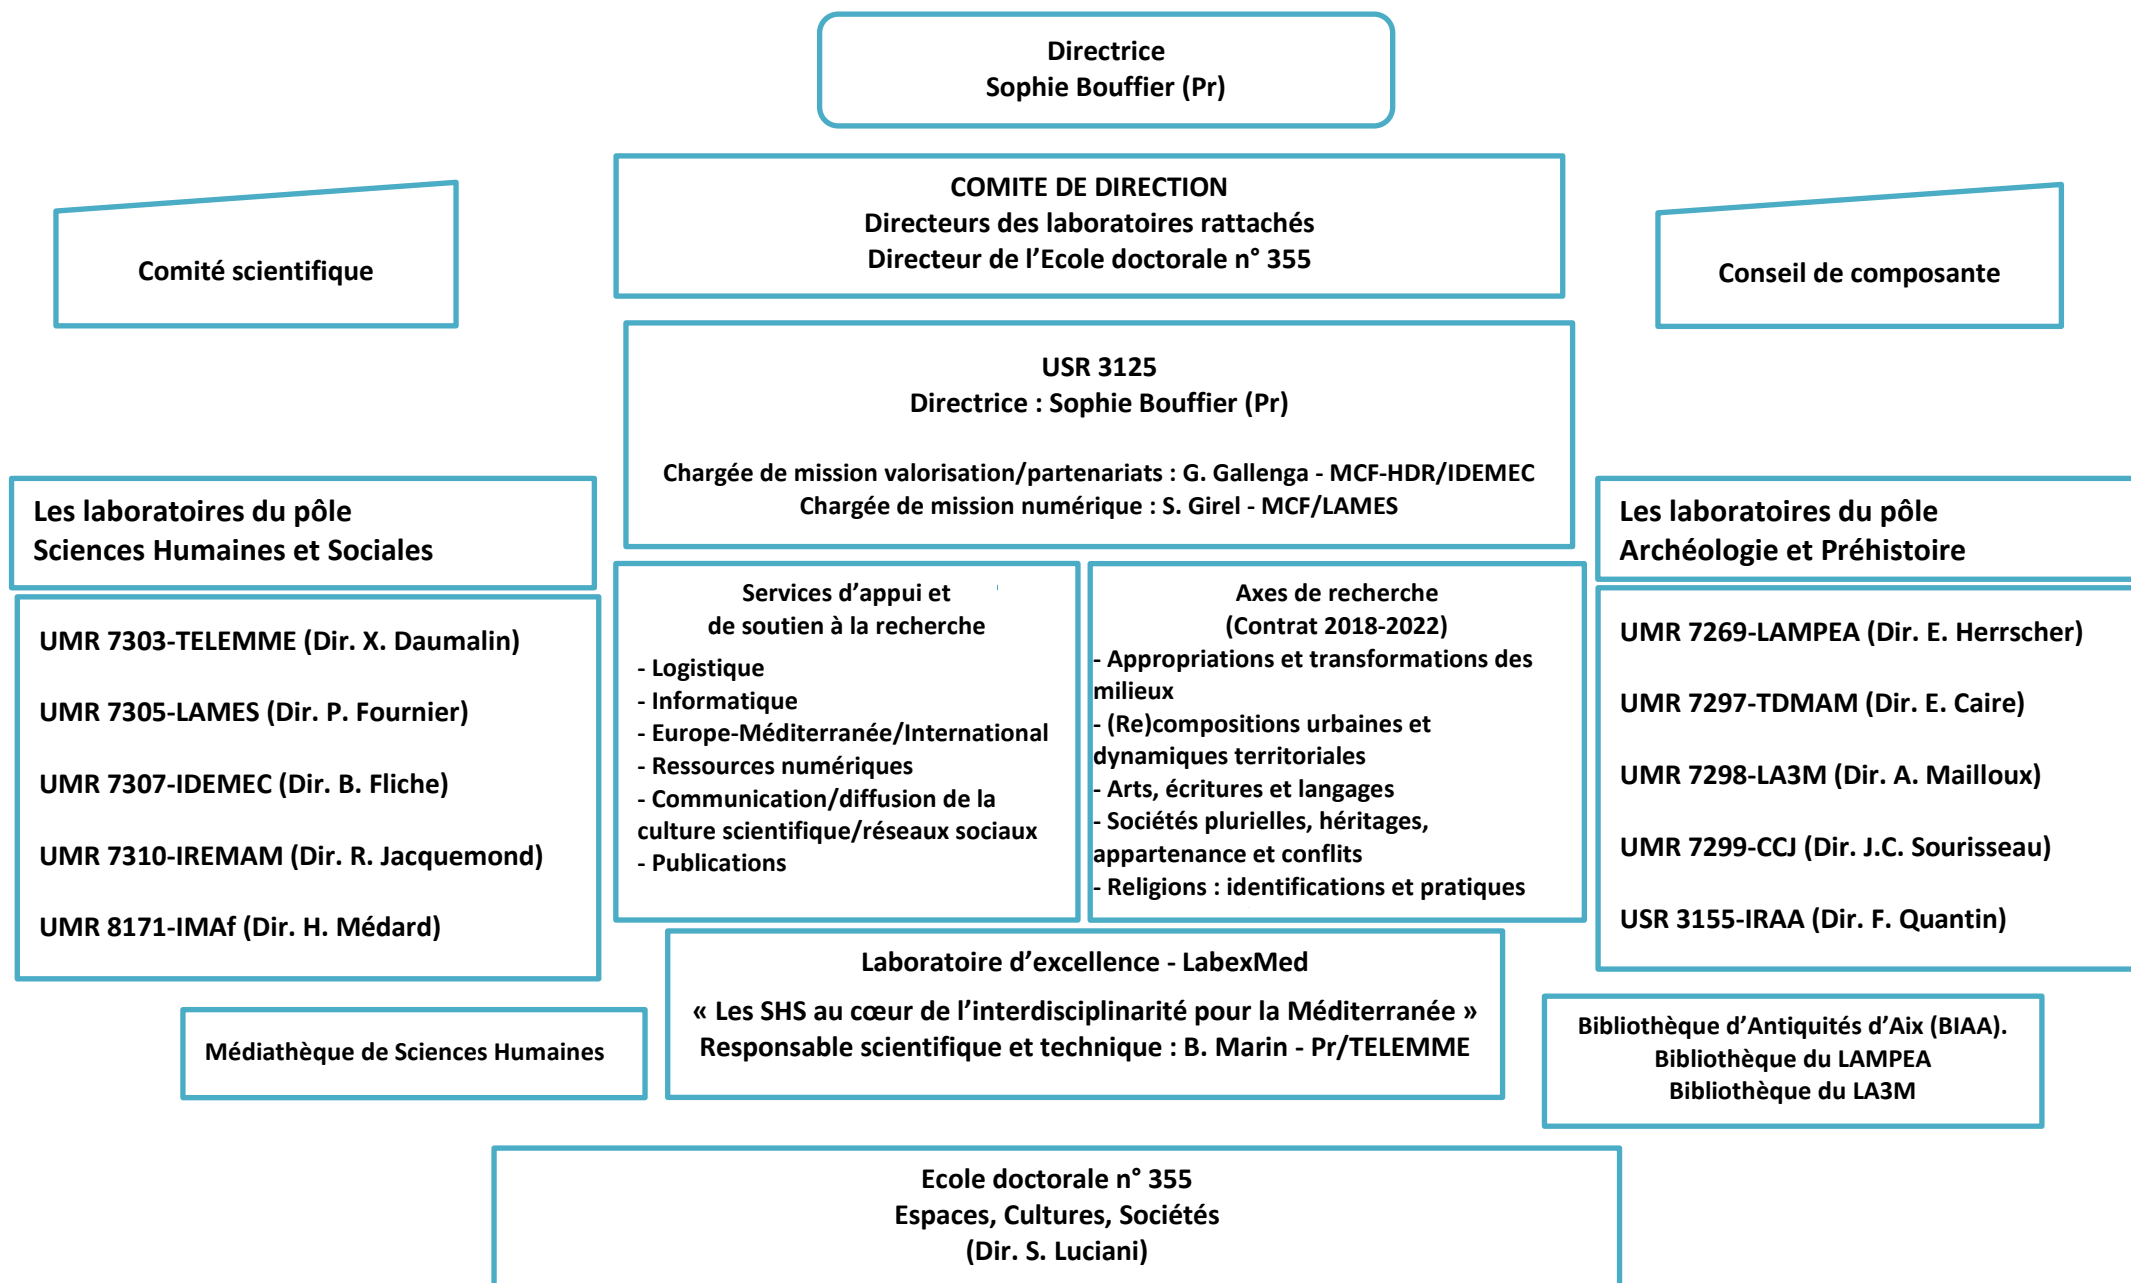 Directrice
Sophie Bouffier (Pr)
COMITE DE DIRECTION
Directeurs des laboratoires rattachés
Directeur de l’Ecole doctorale n° 355
Comité scientifique
Conseil de composante
USR 3125
Directrice : Sophie Bouffier (Pr)
Chargée de mission valorisation/partenariats : G. Gallenga - MCF-HDR/IDEMEC
Chargée de mission numérique : S. Girel - MCF/LAMES
Les laboratoires du pôle
Sciences Humaines et Sociales
UMR 7303-TELEMME (Dir. X. Daumalin)
UMR 7305-LAMES (Dir. P. Fournier)
UMR 7307-IDEMEC (Dir. B. Fliche)
UMR 7310-IREMAM (Dir. R. Jacquemond)
UMR 8171-IMAf (Dir. H. Médard)
Services d’appui et
de soutien à la recherche
- Logistique
- Informatique
- Europe-Méditerranée/International
- Ressources numériques
- Communication/diffusion de la
culture scientifique/réseaux sociaux
- Publications
Axes de recherche
(Contrat 2018-2022)
- Appropriations et transformations des
milieux
- (Re)compositions urbaines et
dynamiques territoriales
- Arts, écritures et langages
- Sociétés plurielles, héritages,
appartenance et conflits
- Religions : identifications et pratiques
Les laboratoires du pôle
Archéologie et Préhistoire
UMR 7269-LAMPEA (Dir. E. Herrscher)
UMR 7297-TDMAM (Dir. E. Caire)
UMR 7298-LA3M (Dir. A. Mailloux)
UMR 7299-CCJ (Dir. J.C. Sourisseau)
USR 3155-IRAA (Dir. F. Quantin)
Laboratoire d’excellence - LabexMed
« Les SHS au cœur de l’interdisciplinarité pour la Méditerranée »
Responsable scientifique et technique : B. Marin - Pr/TELEMME
Médiathèque de Sciences Humaines
Bibliothèque d’Antiquités d’Aix (BIAA).
Bibliothèque du LAMPEA
Bibliothèque du LA3M
Ecole doctorale n° 355
Espaces, Cultures, Sociétés
(Dir. S. Luciani)